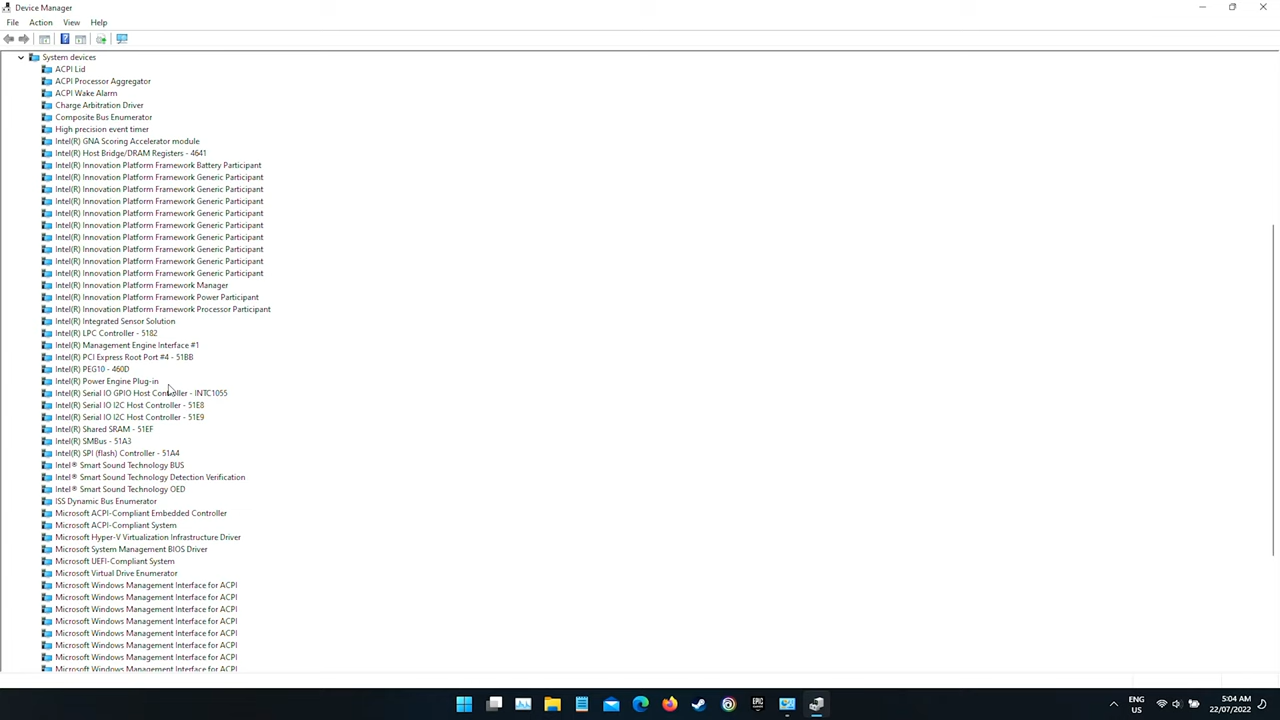 Device Manager
File Action View Help
System devices
ACPI Lid
ACPI Processor Aggregator
ACPI Wake Alarm
Charge Arbitration Driver
Composite Bus Enumerator
High precision event timer
Intel(R) GNA Scoring Accelerator module
Intel(R) Host Bridge/DRAM Registers - 4641
Intel(R) Innovation Platform Framework Battery Participant
Intel(R) Innovation Platform Framework Generic Participant
Intel(R) Innovation Platform Framework Generic Participant
Intel(R) Innovation Platform Framework Generic Participant
Intel(R) Innovation Platform Framework Generic Participant
Intel(R) Innovation Platform Framework Generic Participant
Intel(R) Innovation Platform Framework Generic Participant
Intel(R) Innovation Platform Framework Generic Participant
Intel(R) Innovation Platform Framework Generic Participant
Intel(R) Innovation Platform Framework Generic Participant
Intel(R) Innovation Platform Framework Manager
Intel(R) Innovation Platform Framework Power Participant
Intel(R) Innovation Platform Framework Processor Participant
Intel(R) Integrated Sensor Solution
Intel(R) LPC Controller - 5182
Intel(R) Management Engine Interface #1
Intel(R) PCI Express Root Port #4 - 51BB
Intel(R) PEG10 - 460D
Intel(R) Power Engine Plug-in
Intel(R) Serial IO GPIO Host Controller - INTC1055
Intel(R) Serial IO I2C Host Controller - 51E8
Intel(R) Serial IO I2C Host Controller - 51E9
Intel(R) Shared SRAM - 51EF
Intel(R) SMBus - 51A3
Intel(R) SPI (flash) Controller - 51A4
Intel® Smart Sound Technology BUS
Intel® Smart Sound Technology Detection Verification
Intel® Smart Sound Technology OED
ISS Dynamic Bus Enumerator
Microsoft ACPI-Compliant Embedded Controller
Microsoft ACPI-Compliant System
Microsoft Hyper-V Virtualization Infrastructure Driver
Microsoft System Management BIOS Driver
Microsoft UEFI-Compliant System
Microsoft Virtual Drive Enumerator
Microsoft Windows Management Interface for ACPI
Microsoft Windows Management Interface for ACPI
Microsoft Windows Management Interface for ACPI
Microsoft Windows Management Interface for ACPI
Microsoft Windows Management Interface for ACPI
Microsoft Windows Management Interface for ACPI
Microsoft Windows Management Interface for ACPI
Microsoft Windows Management Interface for ACPI
EPIC
ENG
US
5:04 AM
22/07/2022